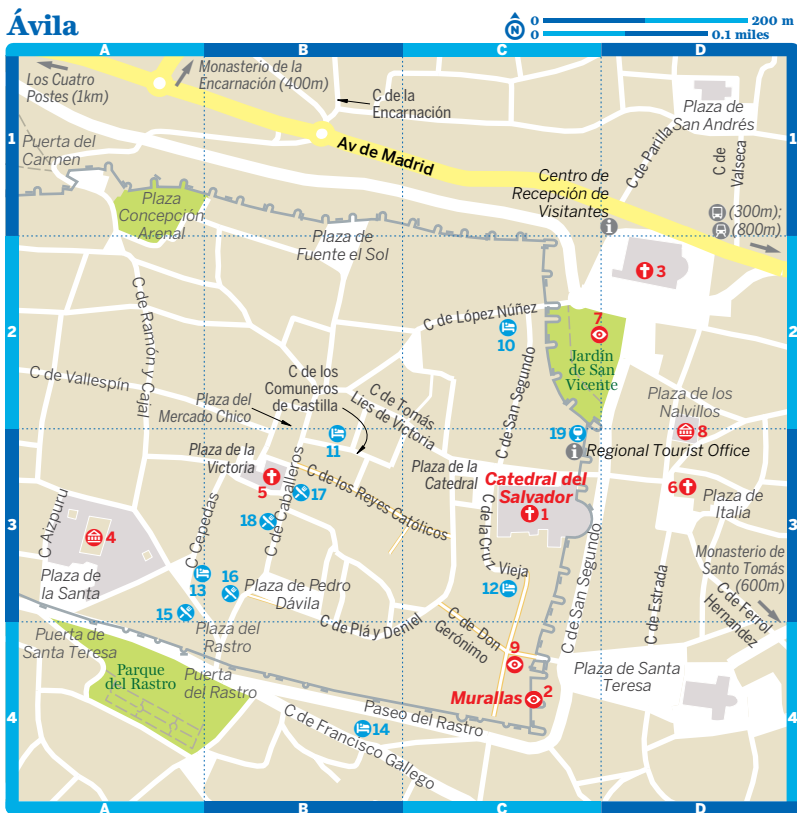 Ávila
N
0 200 m
0 0.1 miles
A B C D
Los Cuatro
Postes (1km)
Monasterio de la
Encarnación (400m)
C de la
Encarnación
Plaza de
San Andrés
1 1
Puerta del
Carmen
Av de Madrid
C de Parilla
C de
Valseca
Centro de
Recepción de
Visitantes
Plaza
Concepción
Arenal
(300m);
(800m)
Plaza de
Fuente el Sol
3
C de Ramón y Cajal
C de López Núñez
10
7
2 2
Jardín
de San
Vicente
C de San Segundo
C de Vallespín
C de los
Comuneros
de Castilla
Plaza del
Mercado Chico
C de Tomás
Lies de Victoria
Plaza de los
Nalvillos
11
19
8
Regional Tourist Office
Plaza de la
Victoria
5
17
C de Caballeros
C de los Reyes Católicos
Plaza de la
Catedral
Catedral del
Salvador
1
6
Plaza de
Italia
3 3
C Aizpuru
4
C Cepedas
18
C de la Cruz Vieja
Monasterio de
Santo Tomás
(600m)
Plaza de
la Santa
13
16
Plaza de Pedro
Dávila
12
C de San Segundo
C de Estrada
C de Ferrol
Hernandez
15
Puerta de
Santa Teresa
Plaza del
Rastro
C de Plá y Deniel
C de Don
Gerónimo
9
Parque
del Rastro
Puerta
del Rastro
Plaza de Santa
Teresa
Murallas 2
4 4
Paseo del Rastro
14
C de Francisco Gallego
A B C D